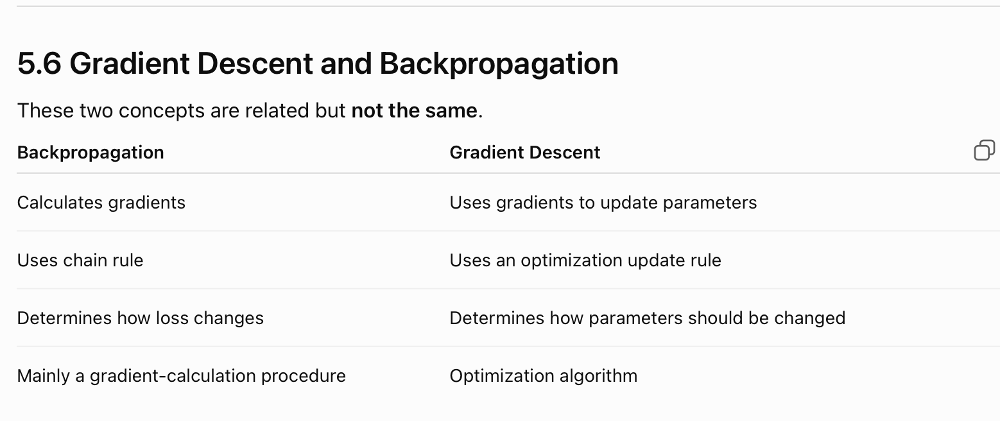 5.6 Gradient Descent and Backpropagation
These two concepts are related but not the same.
Backpropagation Gradient Descent
Calculates gradients Uses gradients to update parameters
Uses chain rule Uses an optimization update rule
Determines how loss changes Determines how parameters should be changed
Mainly a gradient-calculation procedure Optimization algorithm